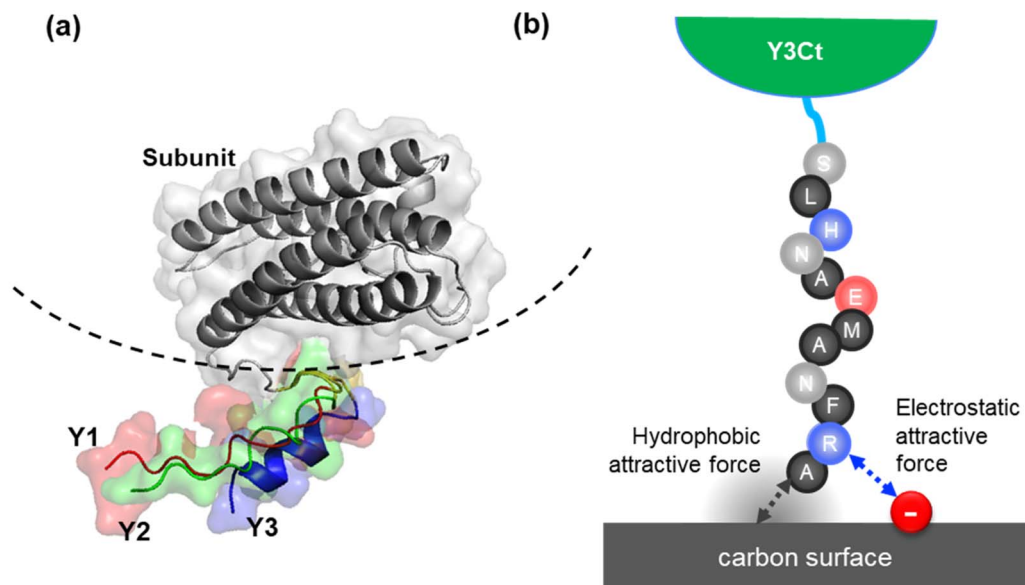 (a)
Subunit
Y1
Y2
Y3
(b)
Y3Ct
S
L
H
N
A
E
M
A
N
F
R
A
Hydrophobic
attractive force
Electrostatic
attractive
force
-
carbon surface